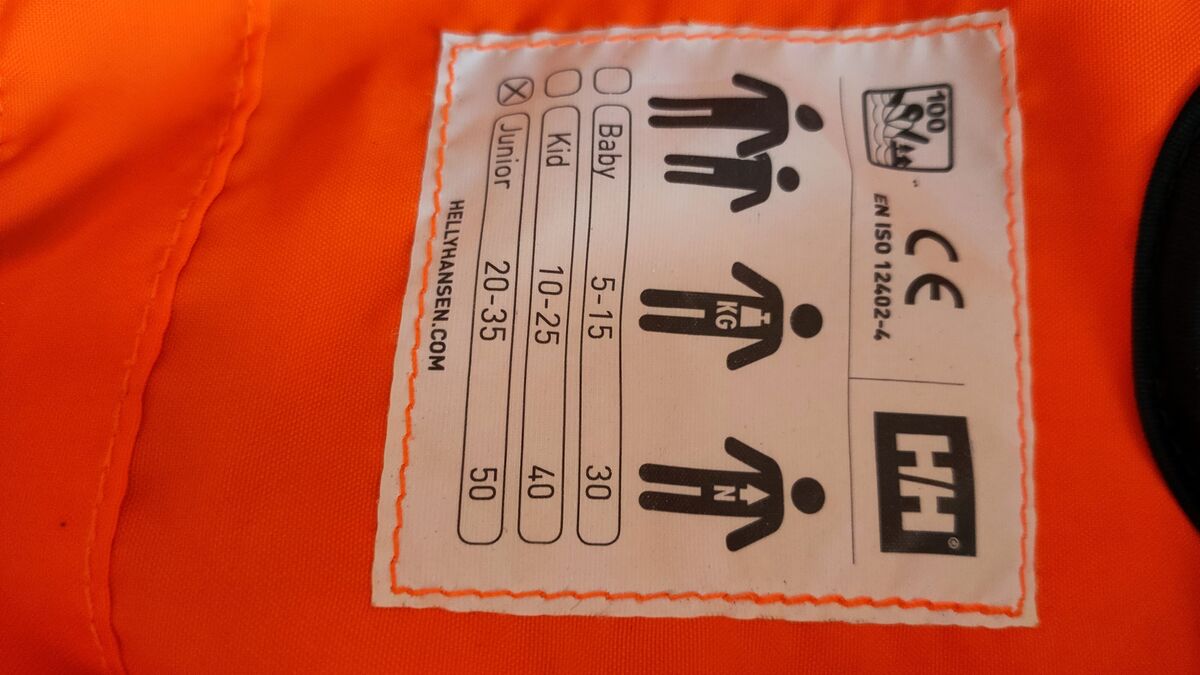 100
CE
EN ISO 12402-4
H/H®
KG
N
Baby 5-15 30
Kid 10-25 40
Junior 20-35 50
HELLYHANSEN.COM